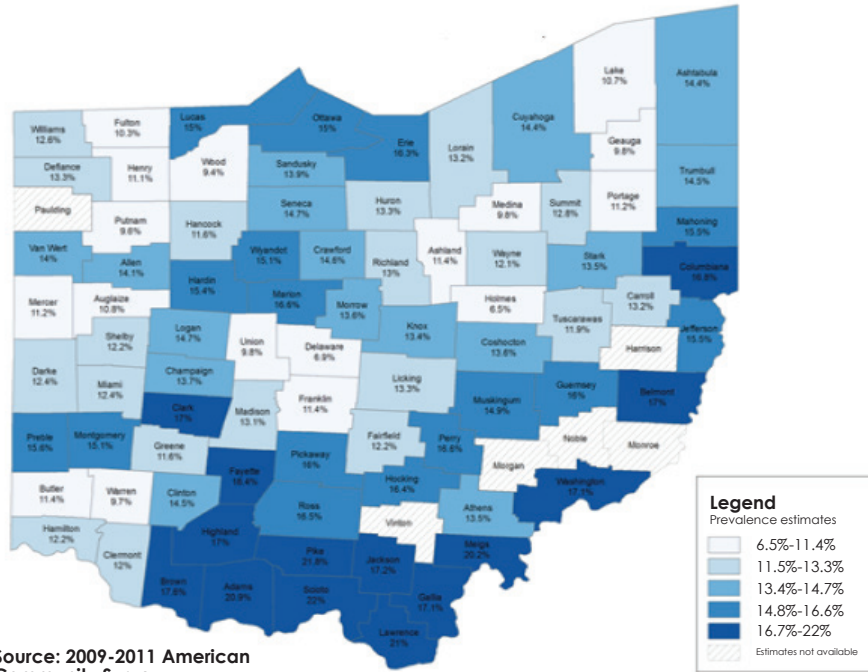 Lake
10.7%
Ashtabula
14.4%
Cuyahoga
14.4%
Geauga
9.8%
Lucas
15%
Ottawa
15%
Fulton
10.3%
Williams
12.6%
Erie
16.3%
Lorain
13.2%
Wood
9.4%
Sandusky
13.9%
Henry
11.1%
Defiance
13.3%
Trumbull
14.5%
Portage
11.2%
Summit
12.8%
Medina
9.8%
Huron
13.3%
Seneca
14.7%
Paulding
Putnam
9.6%
Hancock
11.6%
Mahoning
15.5%
Van Wert
14%
Allen
14.1%
Wyandot
15.1%
Crawford
14.6%
Richland
13%
Ashland
11.4%
Wayne
12.1%
Stark
13.5%
Columbiana
16.8%
Hardin
15.4%
Marion
16.6%
Morrow
13.6%
Holmes
6.5%
Carroll
13.2%
Mercer
11.2%
Auglaize
10.8%
Tuscarawas
11.9%
Jefferson
15.5%
Shelby
12.2%
Logan
14.7%
Union
9.8%
Delaware
6.9%
Knox
13.4%
Coshocton
13.6%
Harrison
Darke
12.4%
Miami
12.4%
Champaign
13.7%
Licking
13.3%
Guernsey
16%
Belmont
17%
Clark
17%
Madison
13.1%
Franklin
11.4%
Muskingum
14.9%
Preble
15.6%
Montgomery
15.1%
Greene
11.6%
Fairfield
12.2%
Perry
16.6%
Noble
Monroe
Morgan
Fayette
Pickaway
16%
Hocking
16.4%
Washington
17.1%
Butler
11.4%
Warren
9.7%
Clinton
14.5%
Ross
16.5%
Vinton
Athens
13.5%
Hamilton
12.2%
Clermont
12%
Highland
17%
Pike
21.8%
Jackson
17.2%
Meigs
20.2%
Brown
17.8%
Adams
20.9%
Scioto
22%
Gallia
17.1%
Lawrence
21%
Legend
Prevalence estimates
6.5%-11.4%
11.5%-13.3%
13.4%-14.7%
14.8%-16.6%
16.7%-22%
Estimates not available
Source: 2009-2011 American